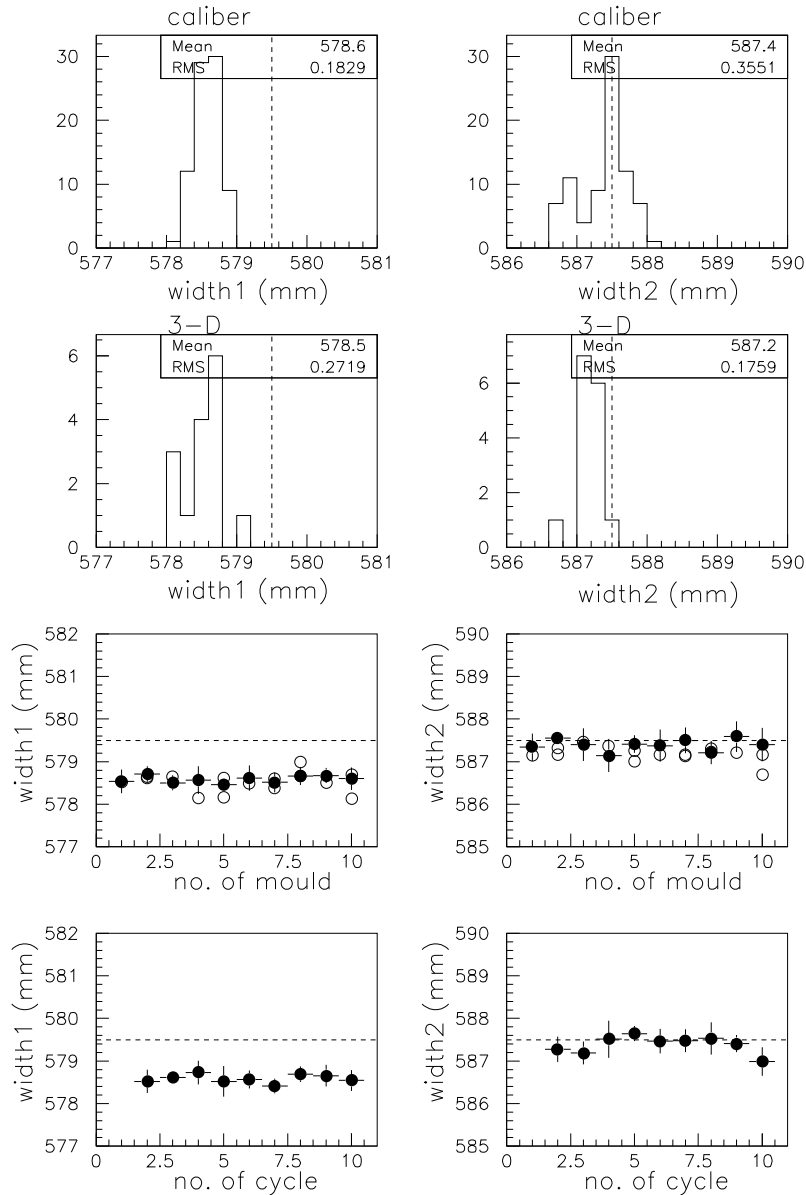 caliber
Mean 578.6
RMS 0.1829
30
20
10
0
577 578 579 580 581
width1 (mm)
caliber
Mean 587.4
RMS 0.3551
30
20
10
0
586 587 588 589 590
width2 (mm)
3-D
Mean 578.5
RMS 0.2719
6
4
2
0
577 578 579 580 581
width1 (mm)
3-D
Mean 587.2
RMS 0.1759
6
4
2
0
586 587 588 589 590
width2 (mm)
width1 (mm)
582
581
580
579
578
577
0 2.5 5 7.5 10
no. of mould
width2 (mm)
590
589
588
587
586
585
0 2.5 5 7.5 10
no. of mould
width1 (mm)
582
581
580
579
578
577
0 2.5 5 7.5 10
no. of cycle
width2 (mm)
590
589
588
587
586
585
0 2.5 5 7.5 10
no. of cycle